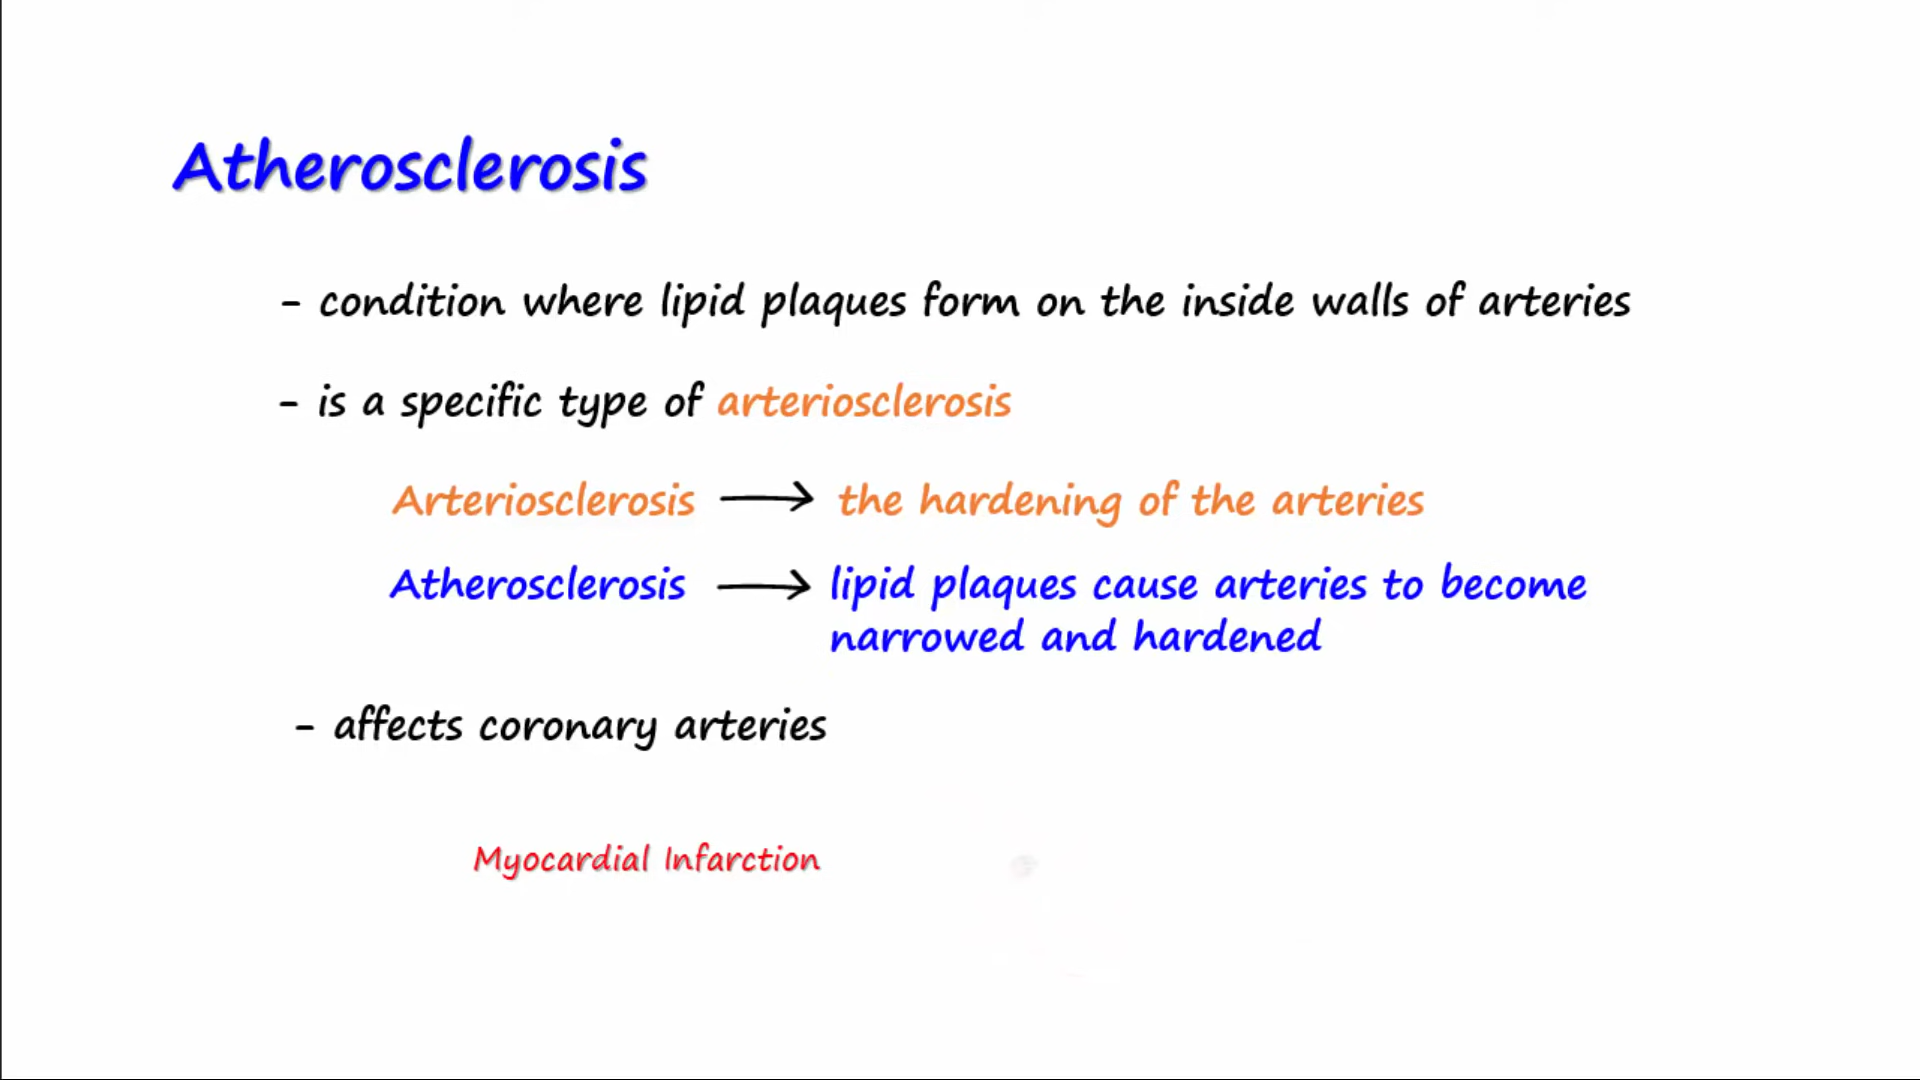 Atherosclerosis
- condition where lipid plaques form on the inside walls of arteries
- is a specific type of arteriosclerosis
Arteriosclerosis → the hardening of the arteries
Atherosclerosis → lipid plaques cause arteries to become
narrowed and hardened
- affects coronary arteries
Myocardial Infarction